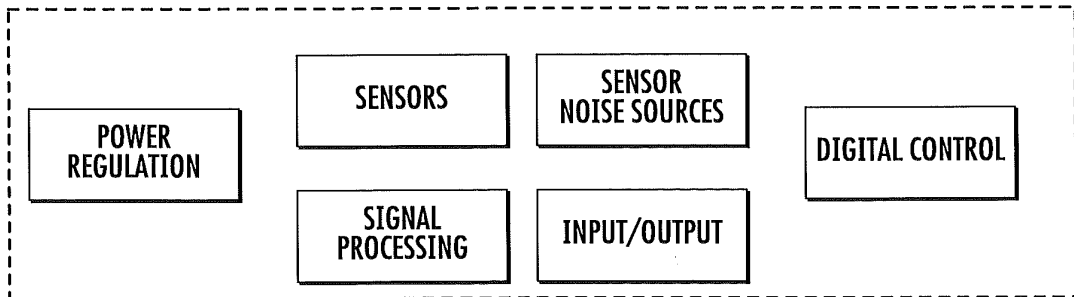 POWER
REGULATION
SENSORS
SENSOR
NOISE SOURCES
SIGNAL
PROCESSING
INPUT/OUTPUT
DIGITAL CONTROL